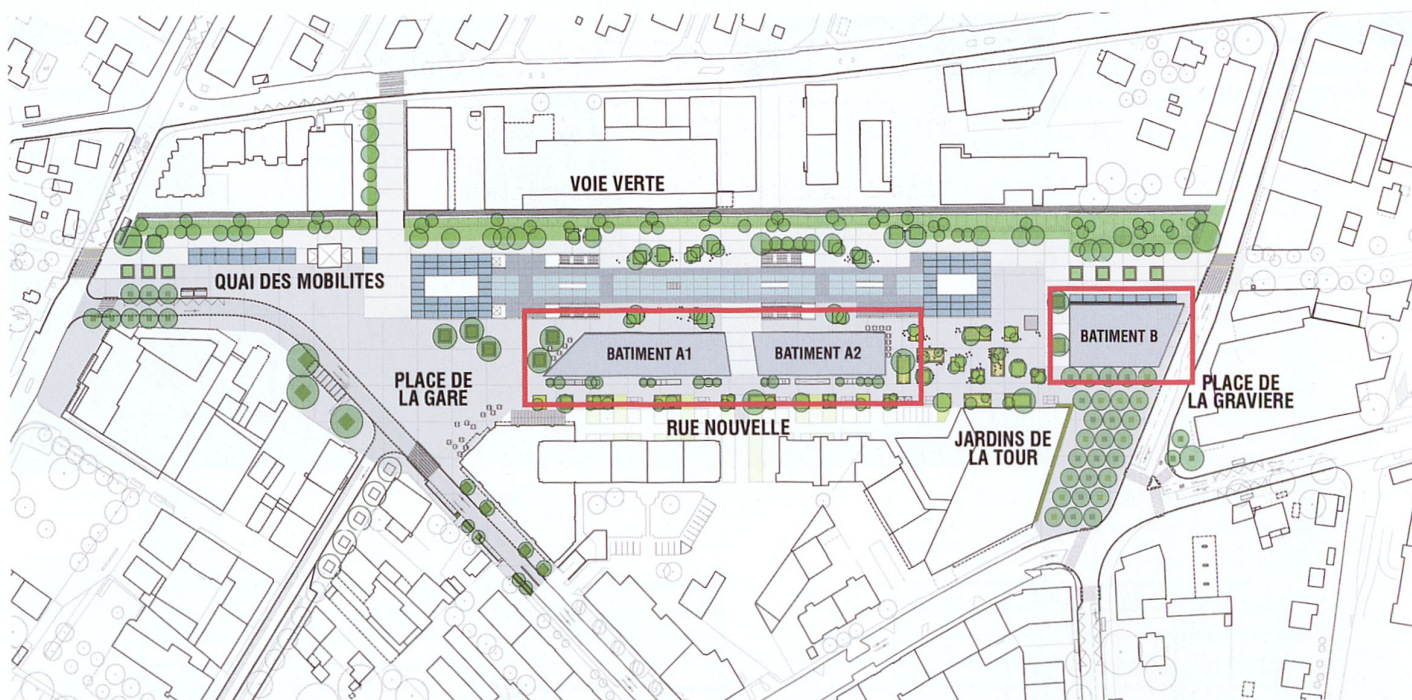 VOIE VERTE
QUAI DES MOBILITES
BATIMENT A1
BATIMENT A2
BATIMENT B
PLACE DE
LA GARE
PLACE DE
LA GRAVIERE
RUE NOUVELLE
JARDINS DE
LA TOUR